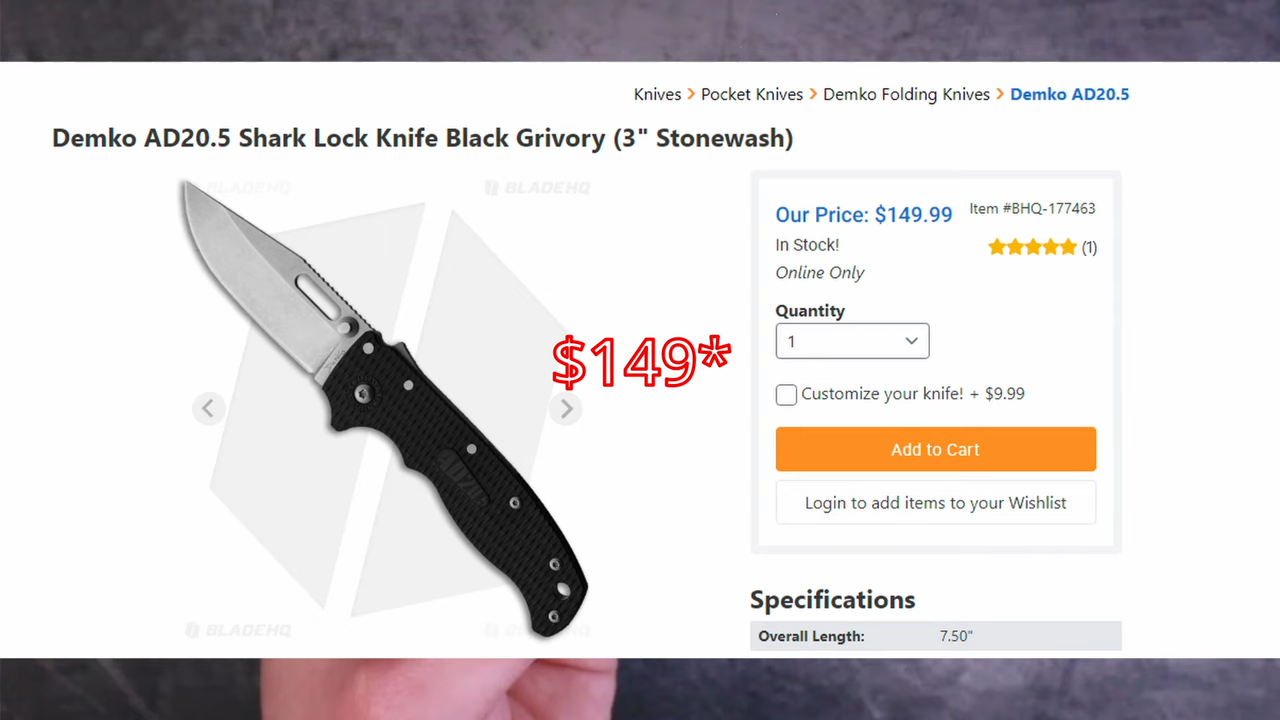 Knives > Pocket Knives > Demko Folding Knives > Demko AD20.5
Demko AD20.5 Shark Lock Knife Black Grivory (3" Stonewash)
BLADEHQ
BLADEHQ
Our Price: $149.99
Item #BHQ-177463
In Stock!
(1)
Online Only
Quantity
1
$149*
Customize your knife! + $9.99
Add to Cart
Login to add items to your Wishlist
Specifications
Overall Length: 7.50"
BLADEHQ
BLADEHQ